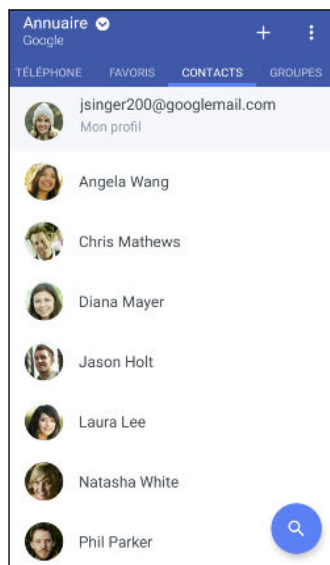 Annuaire
Google
TÉLÉPHONE FAVORIS CONTACTS GROUPES
jsinger200@googlemail.com
Mon profil
Angela Wang
Chris Mathews
Diana Mayer
Jason Holt
Laura Lee
Natasha White
Phil Parker